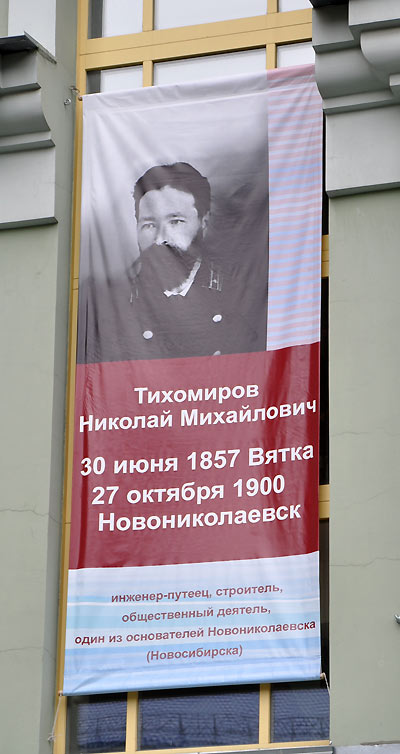 Тихомиров
Николай Михайлович
30 июня 1857 Вятка
27 октября 1900
Новониколаевск
инженер-путеец, строитель,
общественный деятель,
один из основателей Новониколаевска
(Новосибирска)